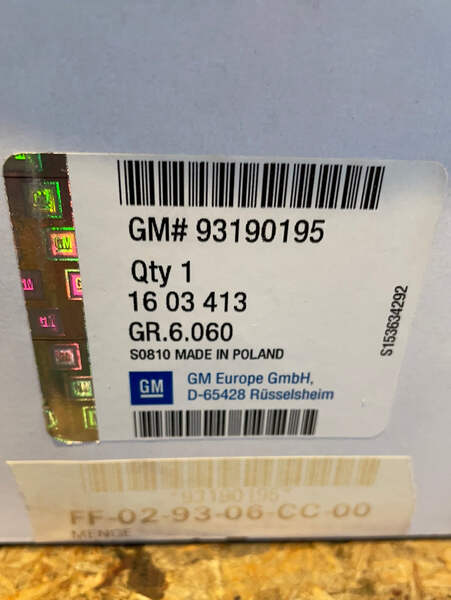 GM# 93190195
Qty 1
16 03 413
GR.6.060
S0810 MADE IN POLAND
GM
GM Europe GmbH,
D-65428 Rüsselsheim
S153634292
*93190195*
FF-02-93-06-CC-00
MENGE